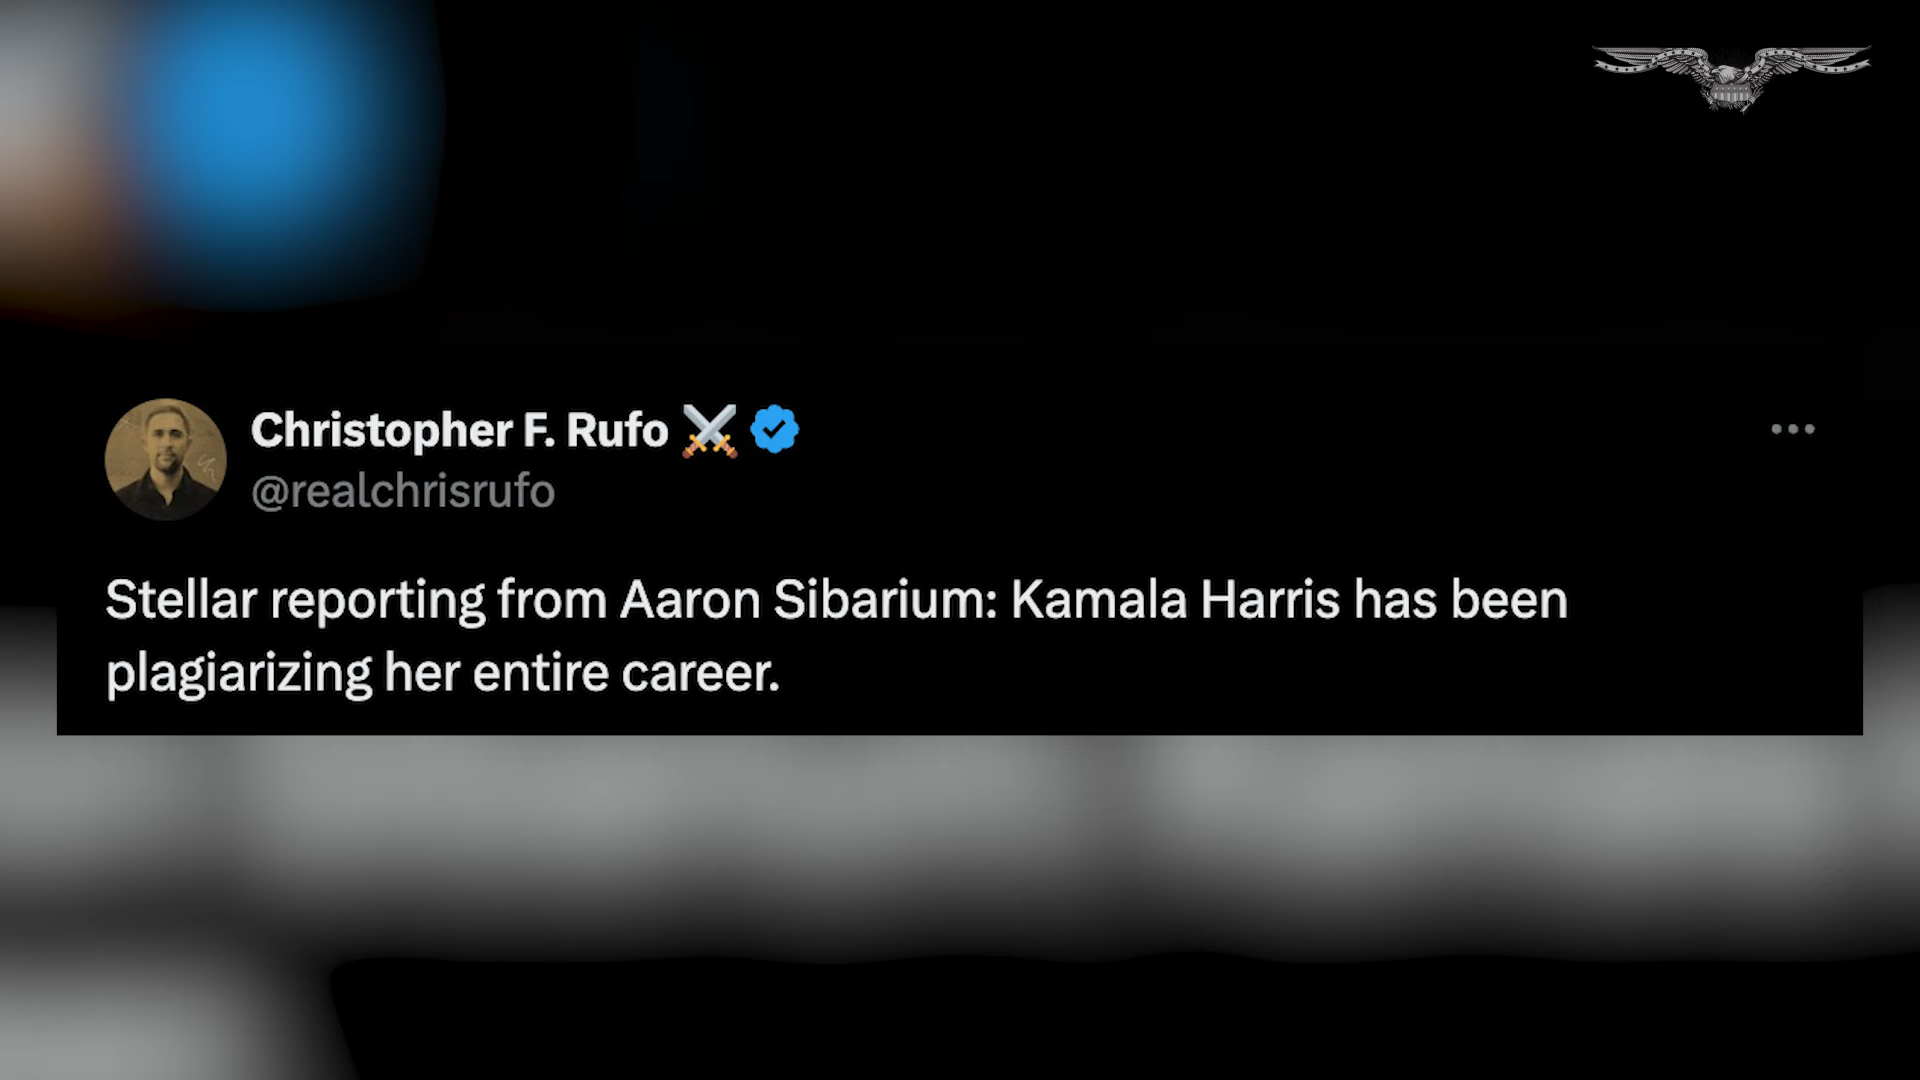 Christopher F. Rufo ⚔️
@realchrisrufo
Stellar reporting from Aaron Sibarium: Kamala Harris has been
plagiarizing her entire career.